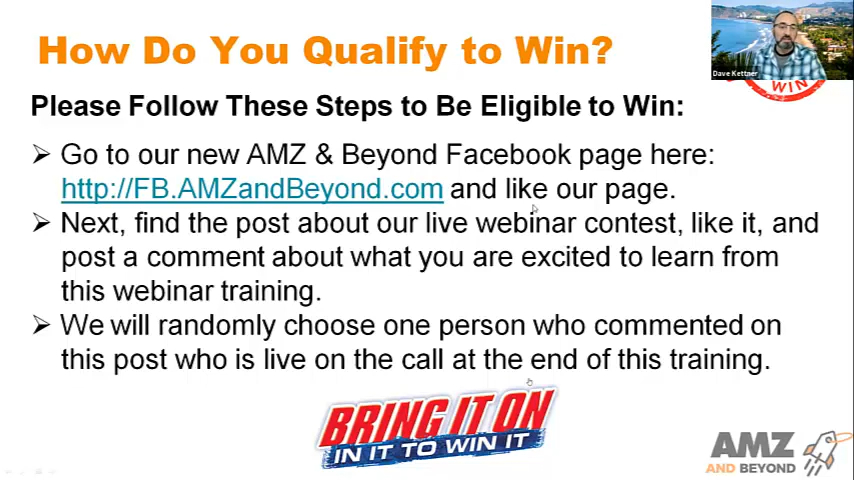 How Do You Qualify to Win?
Dave Kettner
WIN
Please Follow These Steps to Be Eligible to Win:
➢ Go to our new AMZ & Beyond Facebook page here:
http://FB.AMZandBeyond.com and like our page.
➢ Next, find the post about our live webinar contest, like it, and
post a comment about what you are excited to learn from
this webinar training.
➢ We will randomly choose one person who commented on
this post who is live on the call at the end of this training.
BRING IT ON
IN IT TO WIN IT
AMZ
AND BEYOND